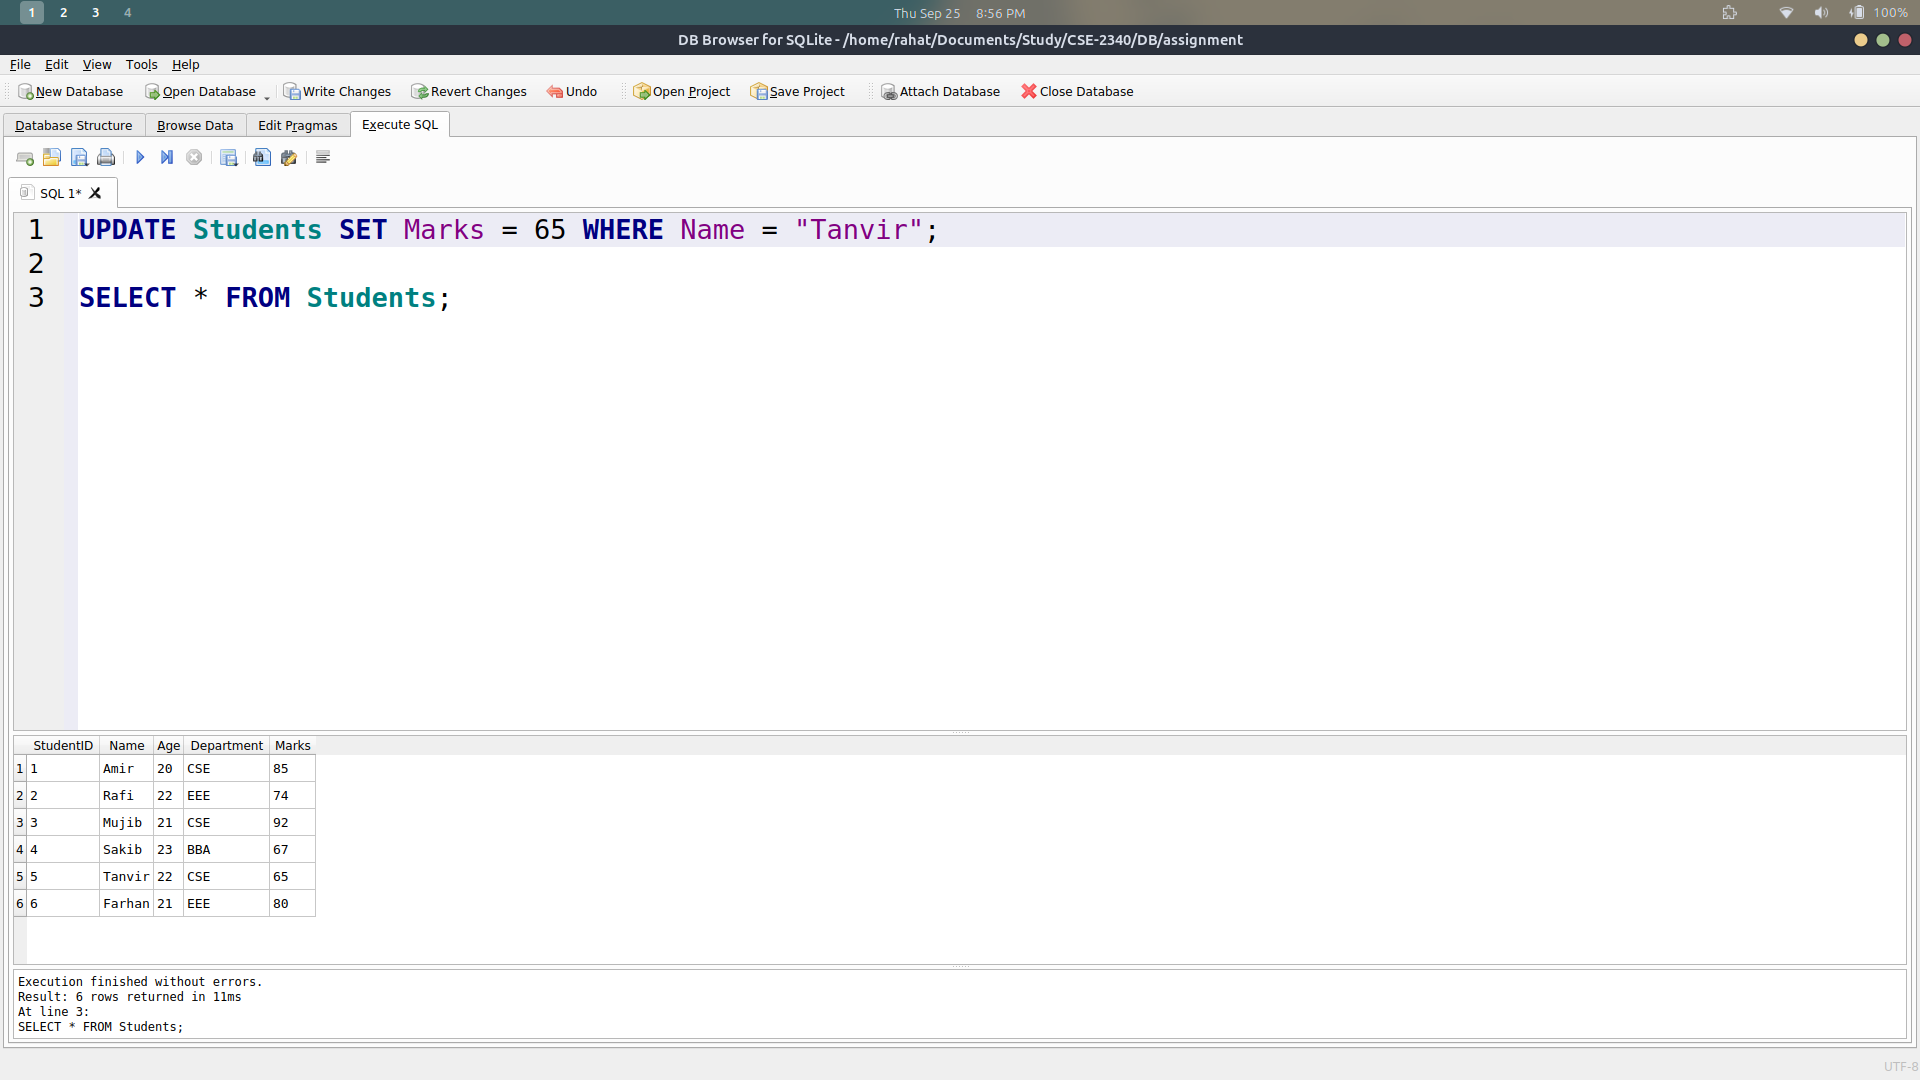 1 2 3 4 Thu Sep 25 8:56 PM 100%
DB Browser for SQLite - /home/rahat/Documents/Study/CSE-2340/DB/assignment
File Edit View Tools Help
New Database Open Database Write Changes Revert Changes Undo Open Project Save Project Attach Database Close Database
Database Structure Browse Data Edit Pragmas Execute SQL
SQL 1*
1 UPDATE Students SET Marks = 65 WHERE Name = "Tanvir";
2
3 SELECT * FROM Students;
StudentID Name Age Department Marks
1 1 Amir 20 CSE 85
2 2 Rafi 22 EEE 74
3 3 Mujib 21 CSE 92
4 4 Sakib 23 BBA 67
5 5 Tanvir 22 CSE 65
6 6 Farhan 21 EEE 80
Execution finished without errors.
Result: 6 rows returned in 11ms
At line 3:
SELECT * FROM Students;
UTF-8